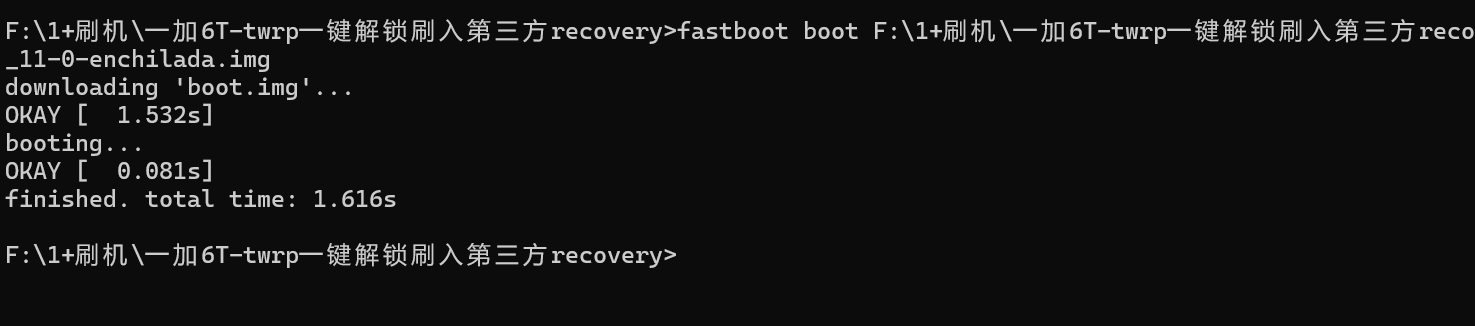 F:\1+刷机\一加6T-twrp一键解锁刷入第三方recovery>fastboot boot F:\1+刷机\一加6T-twrp一键解锁刷入第三方reco
_11-0-enchilada.img
downloading 'boot.img'...
OKAY [  1.532s]
booting...
OKAY [  0.081s]
finished. total time: 1.616s
F:\1+刷机\一加6T-twrp一键解锁刷入第三方recovery>